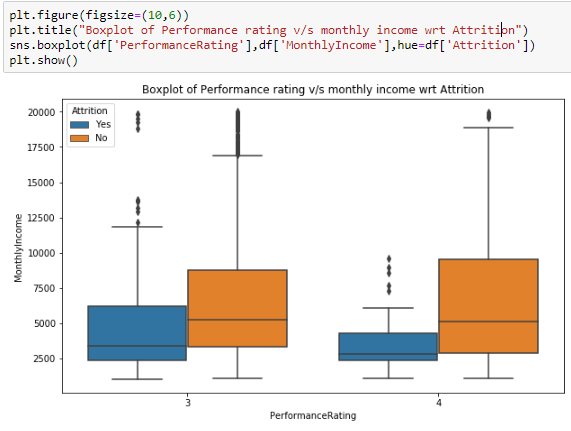 plt.figure(figsize=(10,6))
plt.title("Boxplot of Performance rating v/s monthly income wrt Attrition")
sns.boxplot(df['PerformanceRating'],df['MonthlyIncome'],hue=df['Attrition'])
plt.show()
Boxplot of Performance rating v/s monthly income wrt Attrition
Attrition
Yes
No
20000
17500
15000
12500
10000
7500
5000
2500
MonthlyIncome
3
4
PerformanceRating